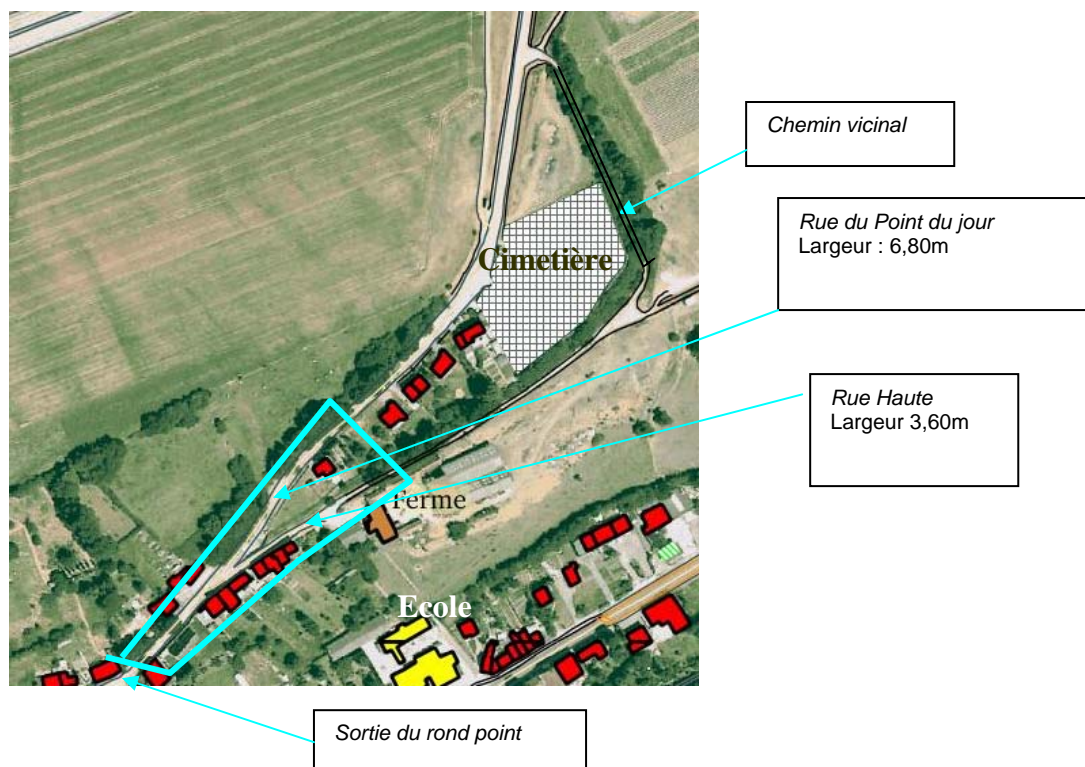 Chemin vicinal
Rue du Point du jour
Largeur : 6,80m
Cimetière
Rue Haute
Largeur 3,60m
Ferme
Ecole
Sortie du rond point